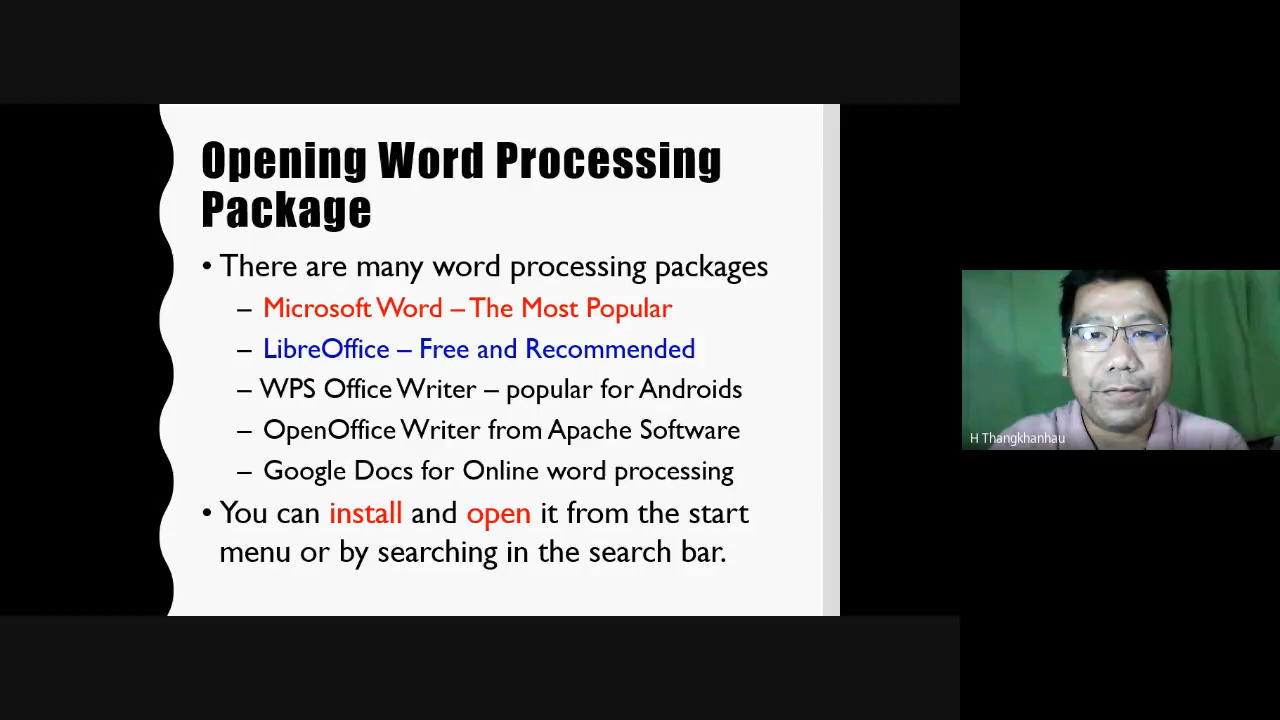 Opening Word Processing
Package
• There are many word processing packages
– Microsoft Word – The Most Popular
– LibreOffice – Free and Recommended
– WPS Office Writer – popular for Androids
– OpenOffice Writer from Apache Software
– Google Docs for Online word processing
• You can install and open it from the start
menu or by searching in the search bar.
H Thangkhanhau